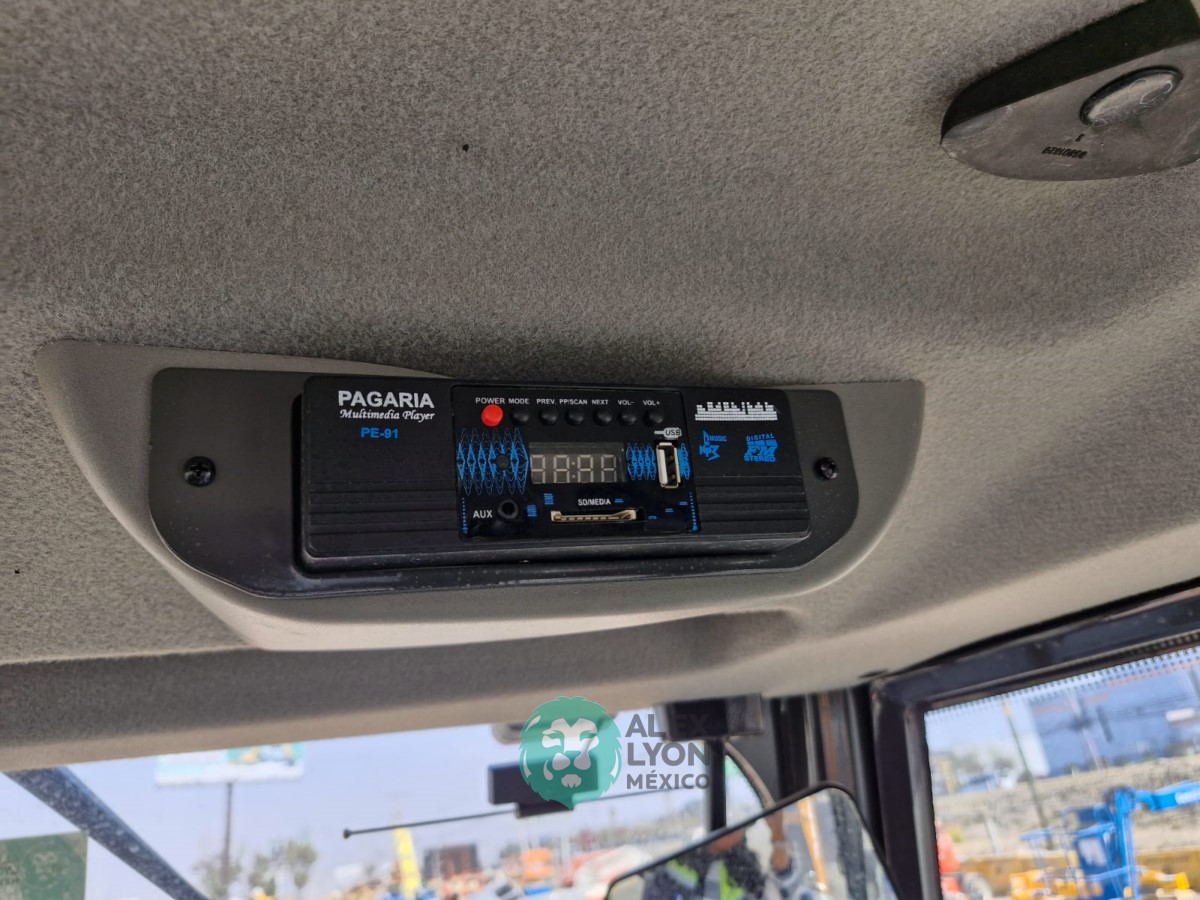 PAGARIA
Multimedia Player
PE-91
POWER MODE PREV. PP/SCAN NEXT VOL- VOL+
USB
MUSIC
DIGITAL
FM
STEREO
AUX
SD/MEDIA
ALEX
LYON
MÉXICO